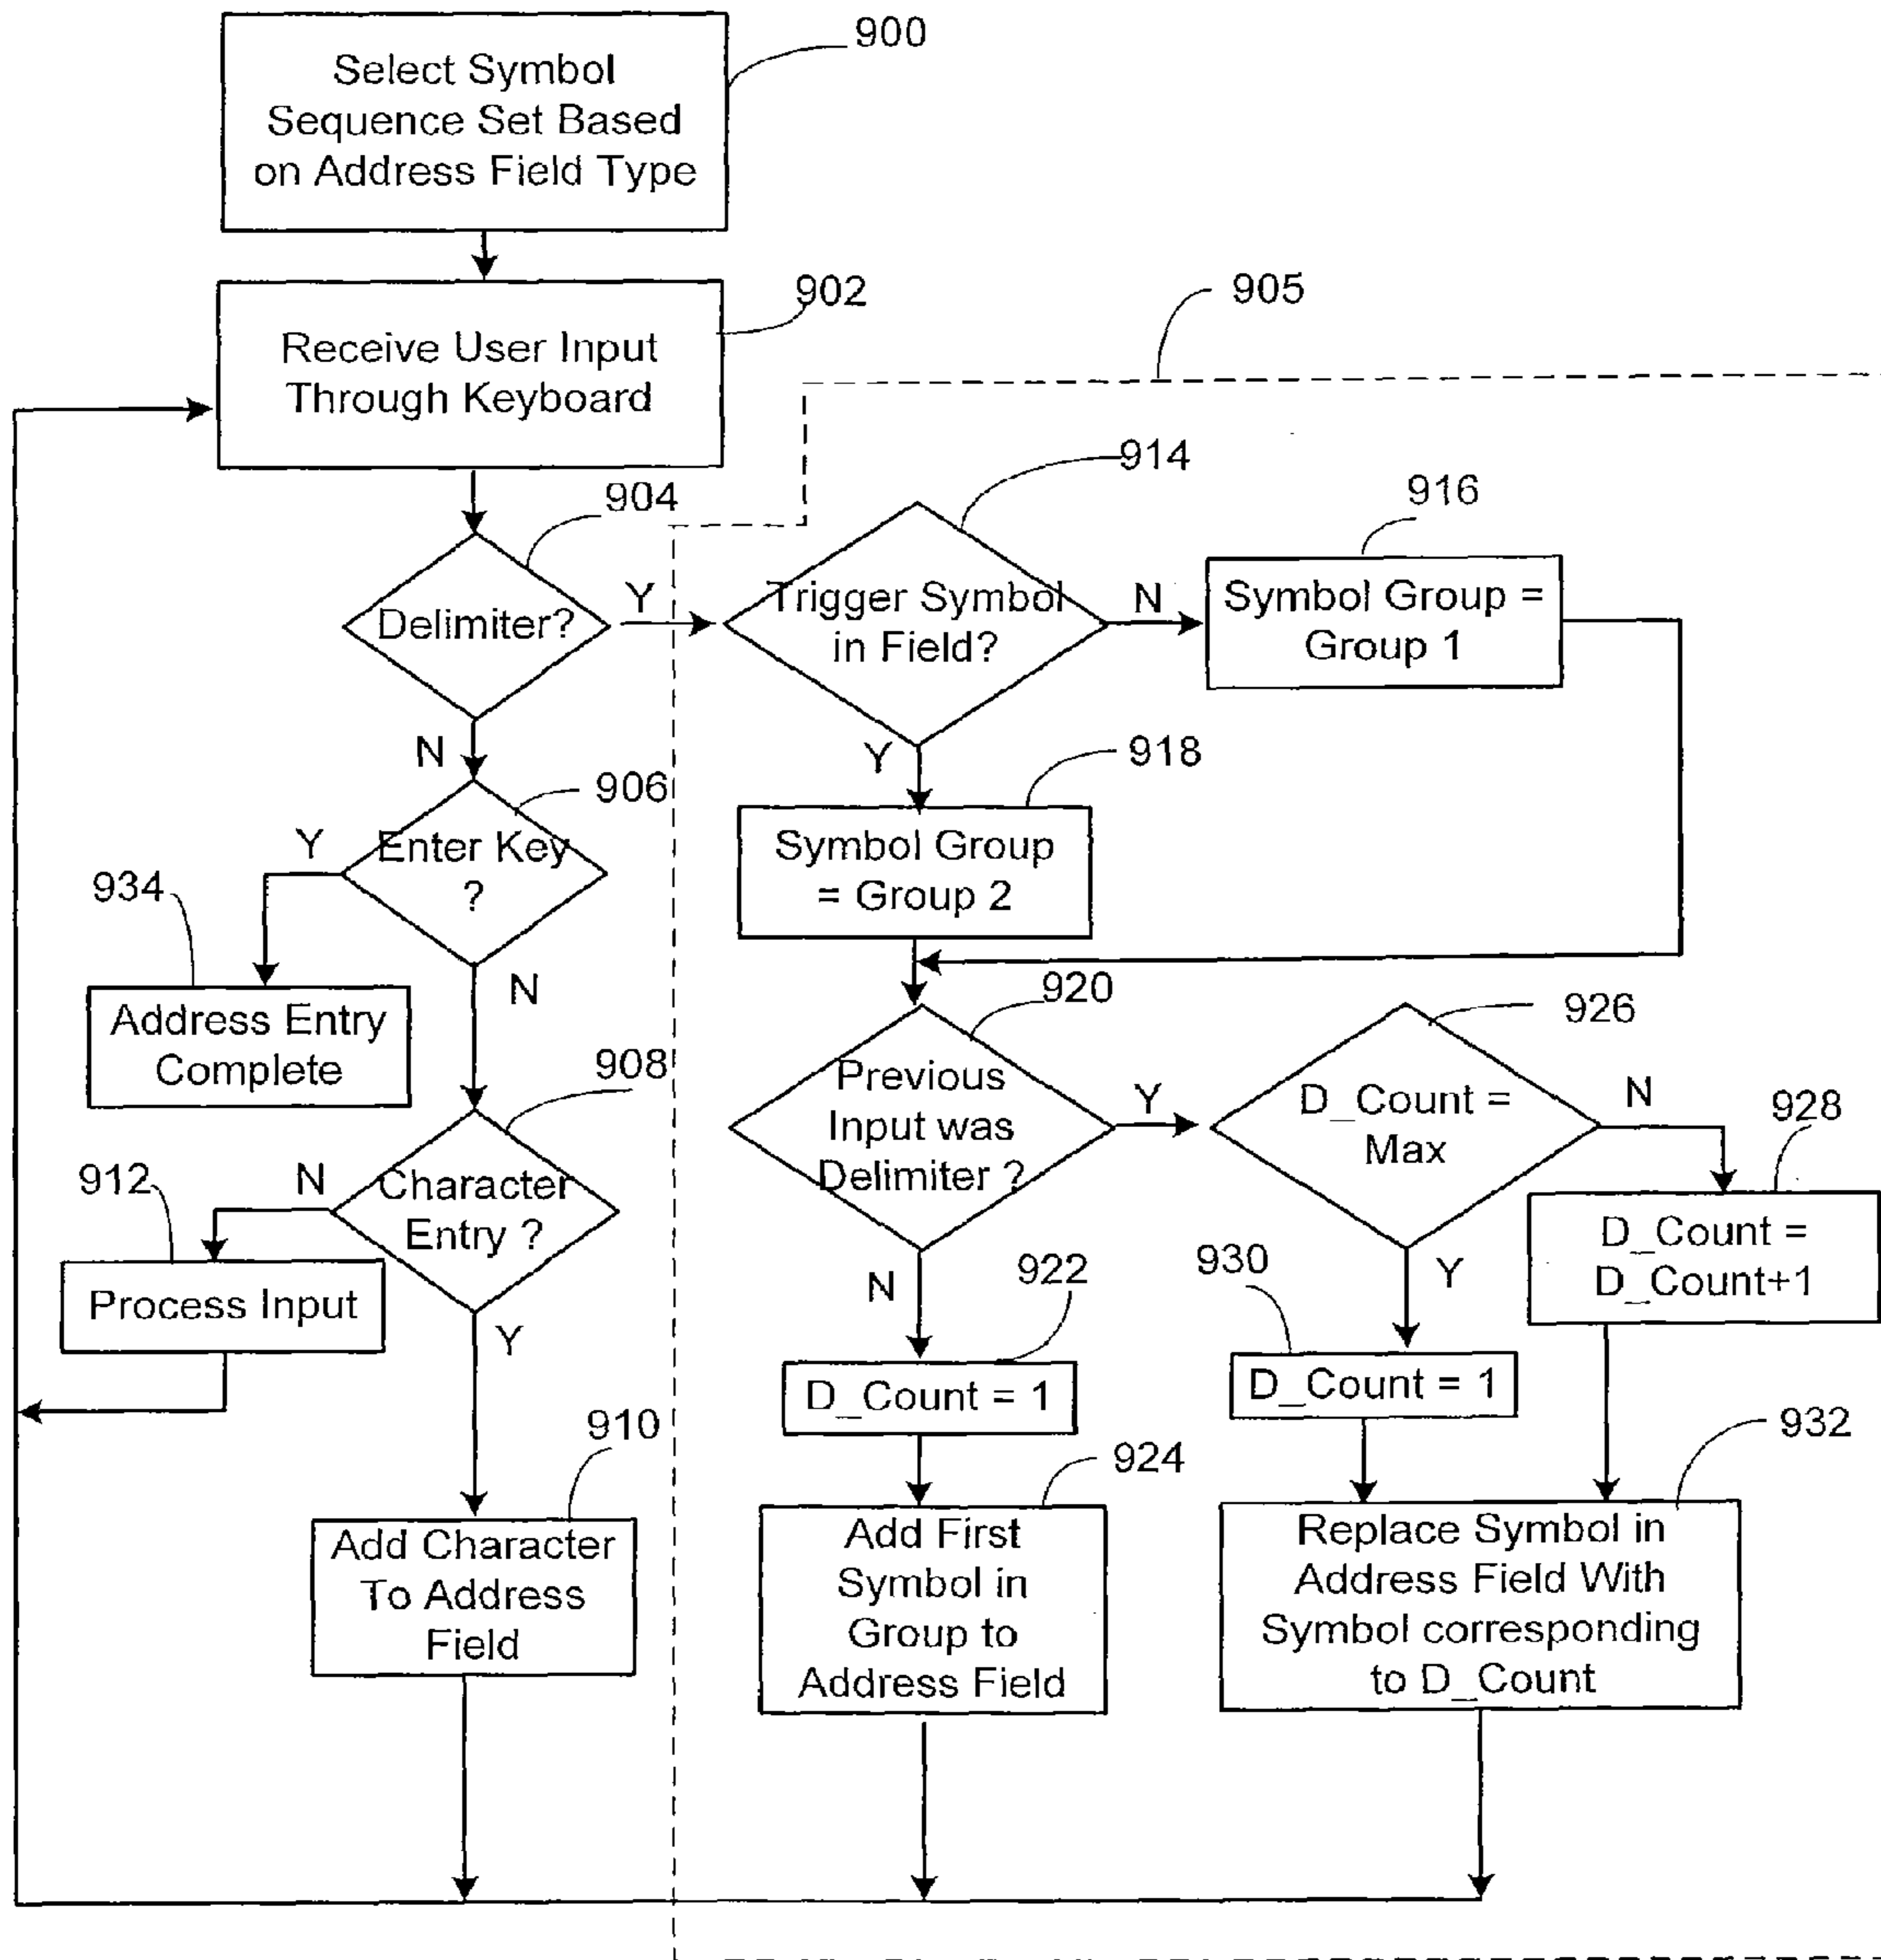 900
Select Symbol
Sequence Set Based
on Address Field Type
902
Receive User Input
Through Keyboard
905
904
Delimiter?
Y
N
914
Trigger Symbol
in Field?
N
Y
916
Symbol Group =
Group 1
918
Symbol Group
= Group 2
906
Enter Key
?
Y
N
934
Address Entry
Complete
908
Character
Entry ?
N
Y
912
Process Input
910
Add Character
To Address
Field
920
Previous
Input was
Delimiter ?
Y
N
926
D_Count =
Max
N
Y
928
D_Count =
D_Count+1
922
D_Count = 1
930
D_Count = 1
924
Add First
Symbol in
Group to
Address Field
932
Replace Symbol in
Address Field With
Symbol corresponding
to D_Count